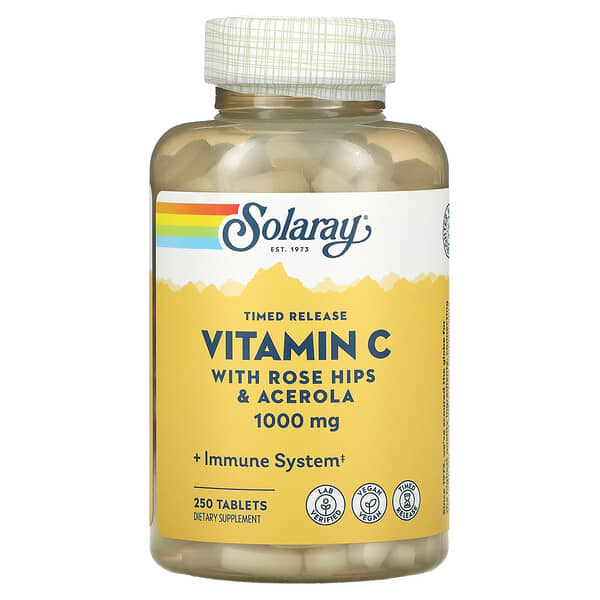 Solaray®
EST. 1973
TIMED RELEASE
VITAMIN C
WITH ROSE HIPS
& ACEROLA
1000 mg
+ Immune System‡
250 TABLETS
DIETARY SUPPLEMENT
LAB VERIFIED
VEGAN VEGAN
TIMED RELEASE